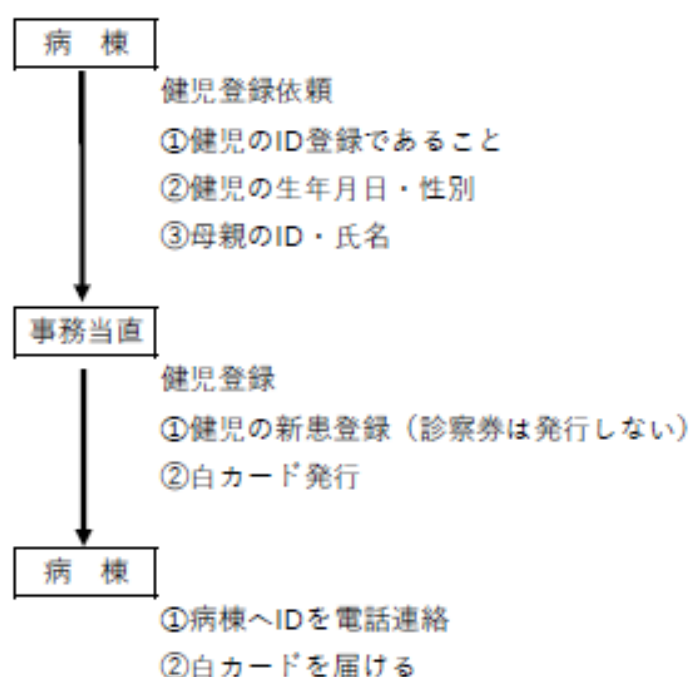 病　棟
健児登録依頼
①健児のID登録であること
②健児の生年月日・性別
③母親のID・氏名
事務当直
健児登録
①健児の新患登録（診察券は発行しない）
②白カード発行
病　棟
①病棟へIDを電話連絡
②白カードを届ける